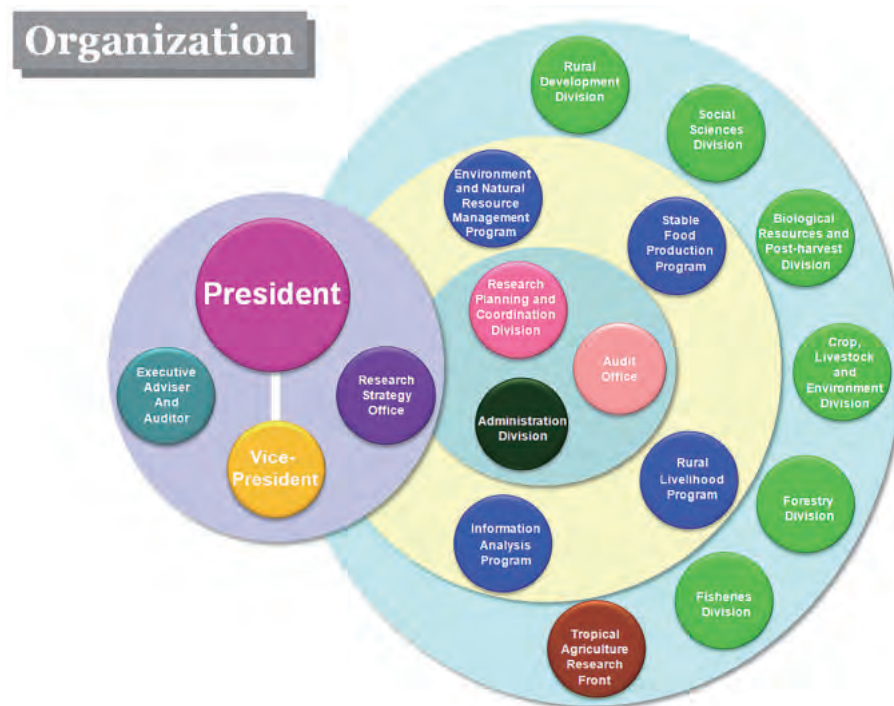 Organization
President
Executive
Adviser
And
Auditor
Research
Strategy
Office
Vice-
President
Research
Planning and
Coordination
Division
Audit
Office
Administration
Division
Environment
and Natural
Resource
Management
Program
Stable
Food
Production
Program
Rural
Livelihood
Program
Information
Analysis
Program
Rural
Development
Division
Social
Sciences
Division
Biological
Resources and
Post-harvest
Division
Crop,
Livestock
and
Environment
Division
Forestry
Division
Fisheries
Division
Tropical
Agriculture
Research
Front